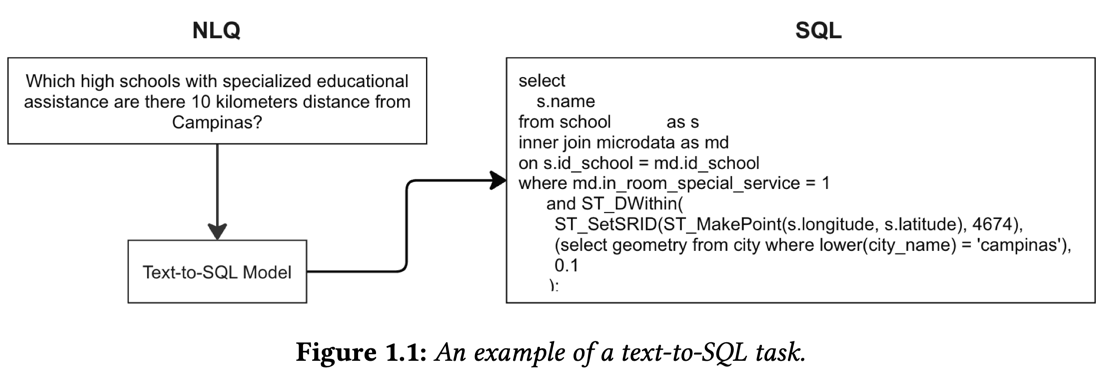 NLQ
Which high schools with specialized educational
assistance are there 10 kilometers distance from
Campinas?
Text-to-SQL Model
SQL
select
s.name
from school as s
inner join microdata as md
on s.id_school = md.id_school
where md.in_room_special_service = 1
and ST_DWithin(
ST_SetSRID(ST_MakePoint(s.longitude, s.latitude), 4674),
(select geometry from city where lower(city_name) = 'campinas'),
0.1
);
Figure 1.1: An example of a text-to-SQL task.